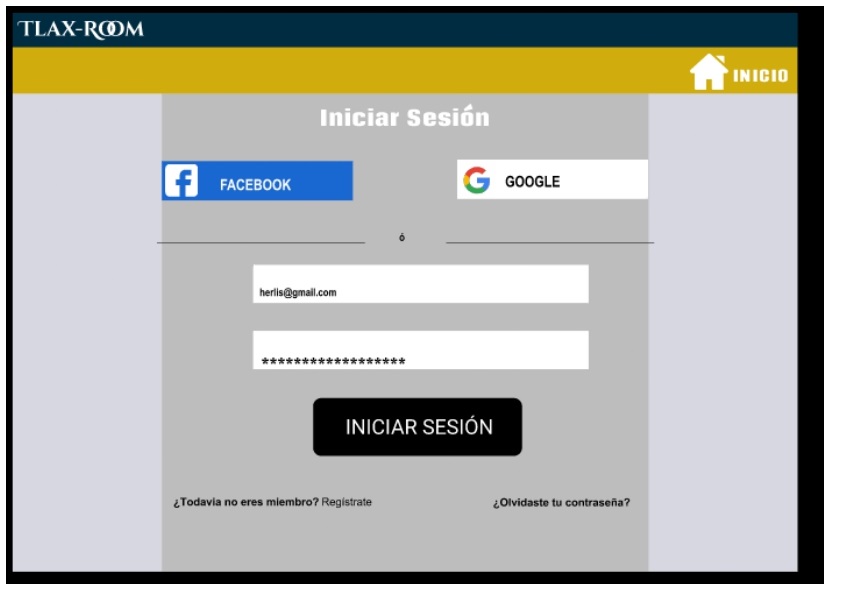 TLAX-ROOM
INICIO
Iniciar Sesión
FACEBOOK
GOOGLE
ó
herlis@gmail.com
******************
INICIAR SESIÓN
¿Todavia no eres miembro? Registrate
¿Olvidaste tu contraseña?